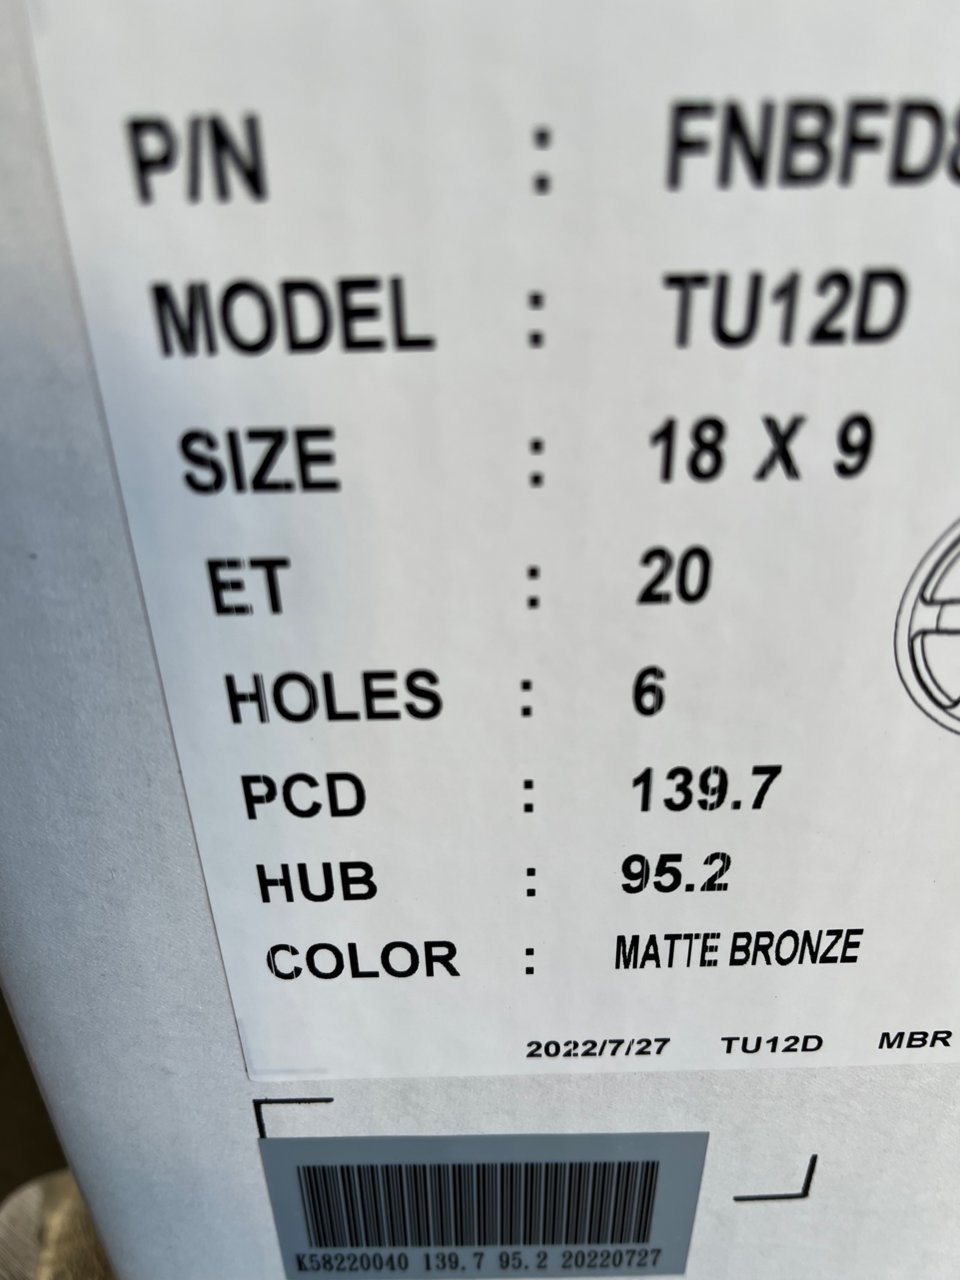 P/N : FNBFD8
MODEL : TU12D
SIZE : 18 X 9
ET : 20
HOLES : 6
PCD : 139.7
HUB : 95.2
COLOR : MATTE BRONZE
2022/7/27 TU12D MBR
K58220040 139.7 95.2 20220727